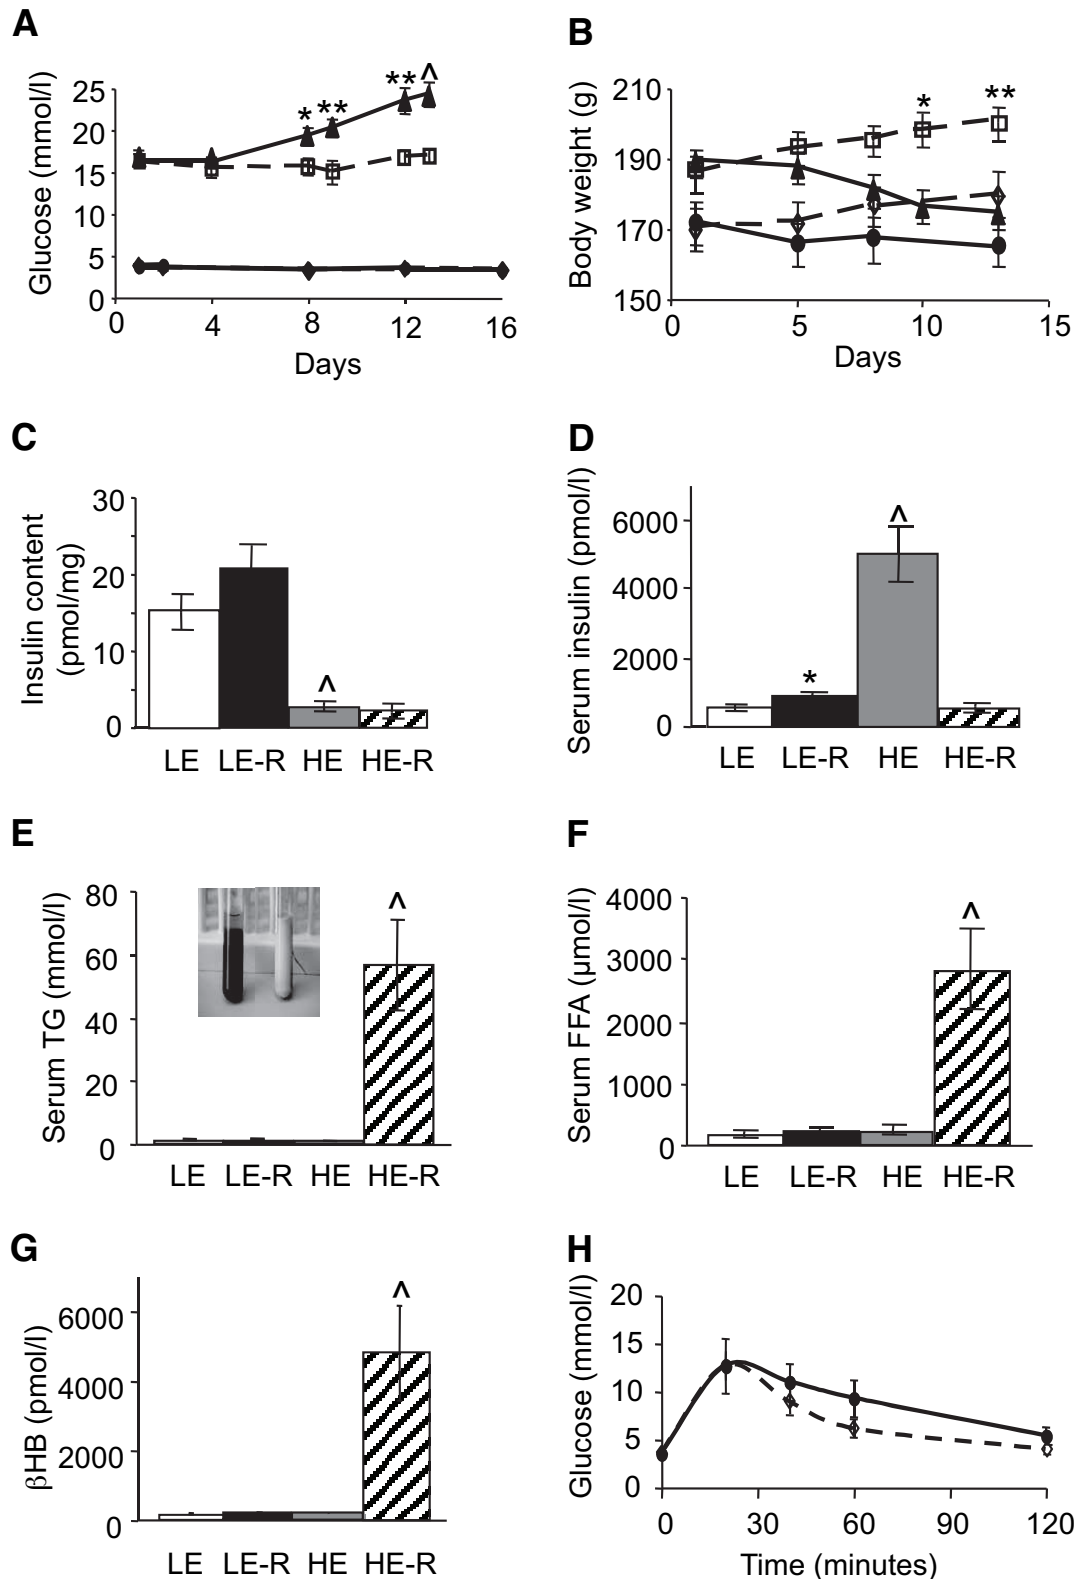 A
Glucose (mmol/l)
25
20
15
10
5
0
* ** ** ^
0 4 8 12 16
Days
B
Body weight (g)
210
190
170
150
* **
0 5 10 15
Days
C
Insulin content
(pmol/mg)
30
20
10
0
^
LE LE-R HE HE-R
D
Serum insulin (pmol/l)
6000
4000
2000
0
* ^
LE LE-R HE HE-R
E
Serum TG (mmol/l)
80
60
40
20
0
^
LE LE-R HE HE-R
F
Serum FFA (μmol/l)
4000
3000
2000
1000
0
^
LE LE-R HE HE-R
G
βHB (pmol/l)
6000
4000
2000
0
^
LE LE-R HE HE-R
H
Glucose (mmol/l)
20
15
10
5
0
0 30 60 90 120
Time (minutes)